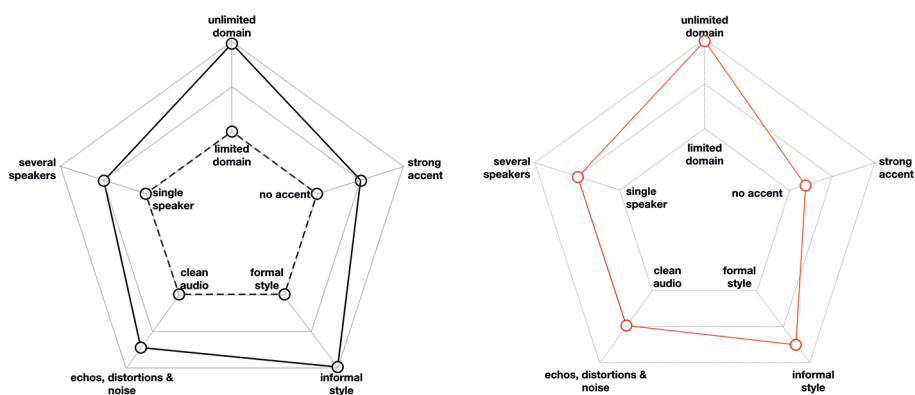 unlimited
domain
several
speakers
strong
accent
limited
domain
single
speaker
no accent
clean
audio
formal
style
echos, distortions &
noise
informal
style
unlimited
domain
several
speakers
strong
accent
limited
domain
single
speaker
no accent
clean
audio
formal
style
echos, distortions &
noise
informal
style